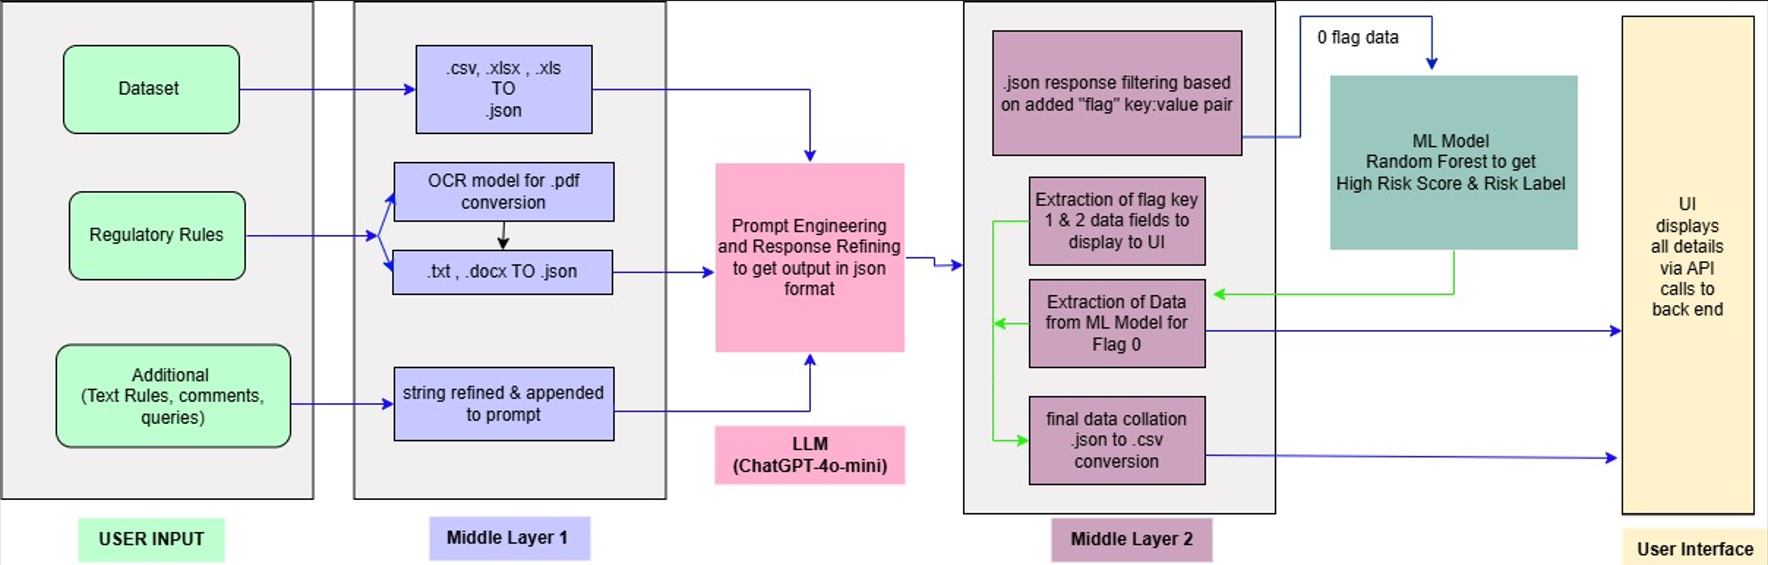 Dataset
Regulatory Rules
Additional
(Text Rules, comments,
queries)
USER INPUT
.csv, .xlsx , .xls
TO
.json
OCR model for .pdf
conversion
.txt , .docx TO .json
string refined & appended
to prompt
Middle Layer 1
Prompt Engineering
and Response Refining
to get output in json
format
LLM
(ChatGPT-4o-mini)
.json response filtering based
on added "flag" key:value pair
Extraction of flag key
1 & 2 data fields to
display to UI
Extraction of Data
from ML Model for
Flag 0
final data collation
.json to .csv
conversion
Middle Layer 2
0 flag data
ML Model
Random Forest to get
High Risk Score & Risk Label
UI
displays
all details
via API
calls to
back end
User Interface